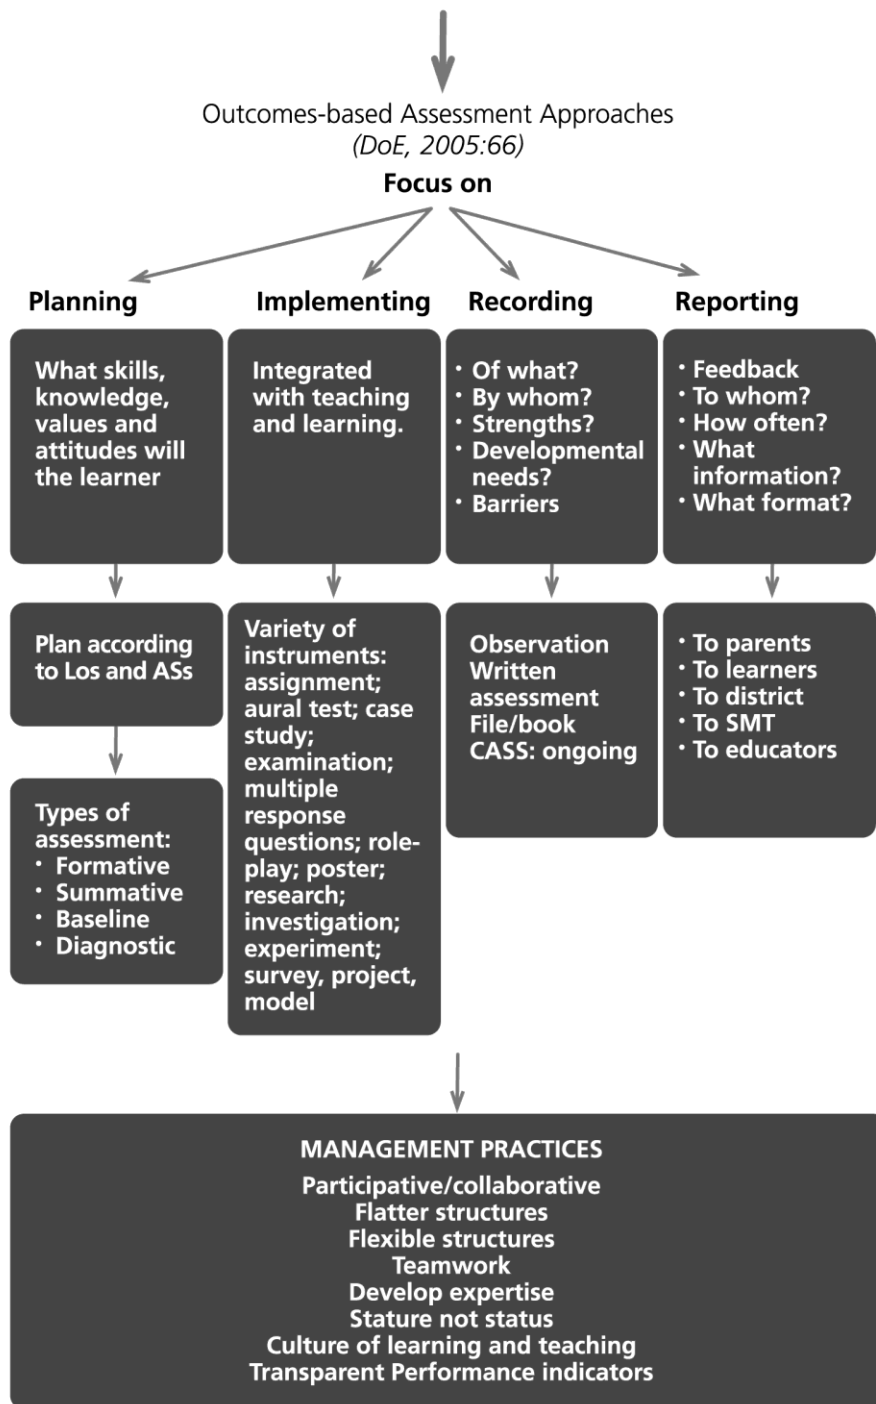 Outcomes-based Assessment Approaches
(DoE, 2005:66)
Focus on
Planning
What skills,
knowledge,
values and
attitudes will
the learner
Plan according
to Los and ASs
Types of
assessment:
• Formative
• Summative
• Baseline
• Diagnostic
Implementing
Integrated
with teaching
and learning.
Variety of
instruments:
assignment;
aural test; case
study;
examination;
multiple
response
questions; role-
play; poster;
research;
investigation;
experiment;
survey, project,
model
Recording
• Of what?
• By whom?
• Strengths?
• Developmental
needs?
• Barriers
Observation
Written
assessment
File/book
CASS: ongoing
Reporting
• Feedback
• To whom?
• How often?
• What
information?
• What format?
• To parents
• To learners
• To district
• To SMT
• To educators
MANAGEMENT PRACTICES
Participative/collaborative
Flatter structures
Flexible structures
Teamwork
Develop expertise
Stature not status
Culture of learning and teaching
Transparent Performance indicators